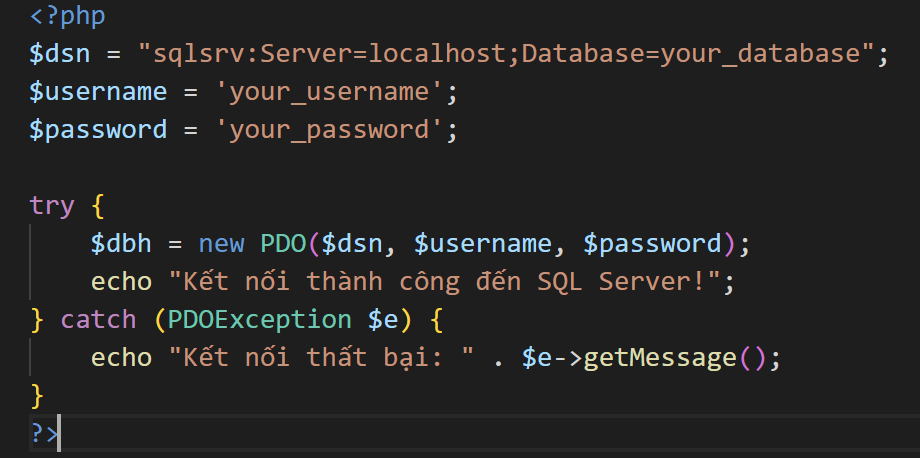 <?php
$dsn = "sqlsrv:Server=localhost;Database=your_database";
$username = 'your_username';
$password = 'your_password';
try {
$dbh = new PDO($dsn, $username, $password);
echo "Kết nối thành công đến SQL Server!";
} catch (PDOException $e) {
echo "Kết nối thất bại: " . $e->getMessage();
}
?>